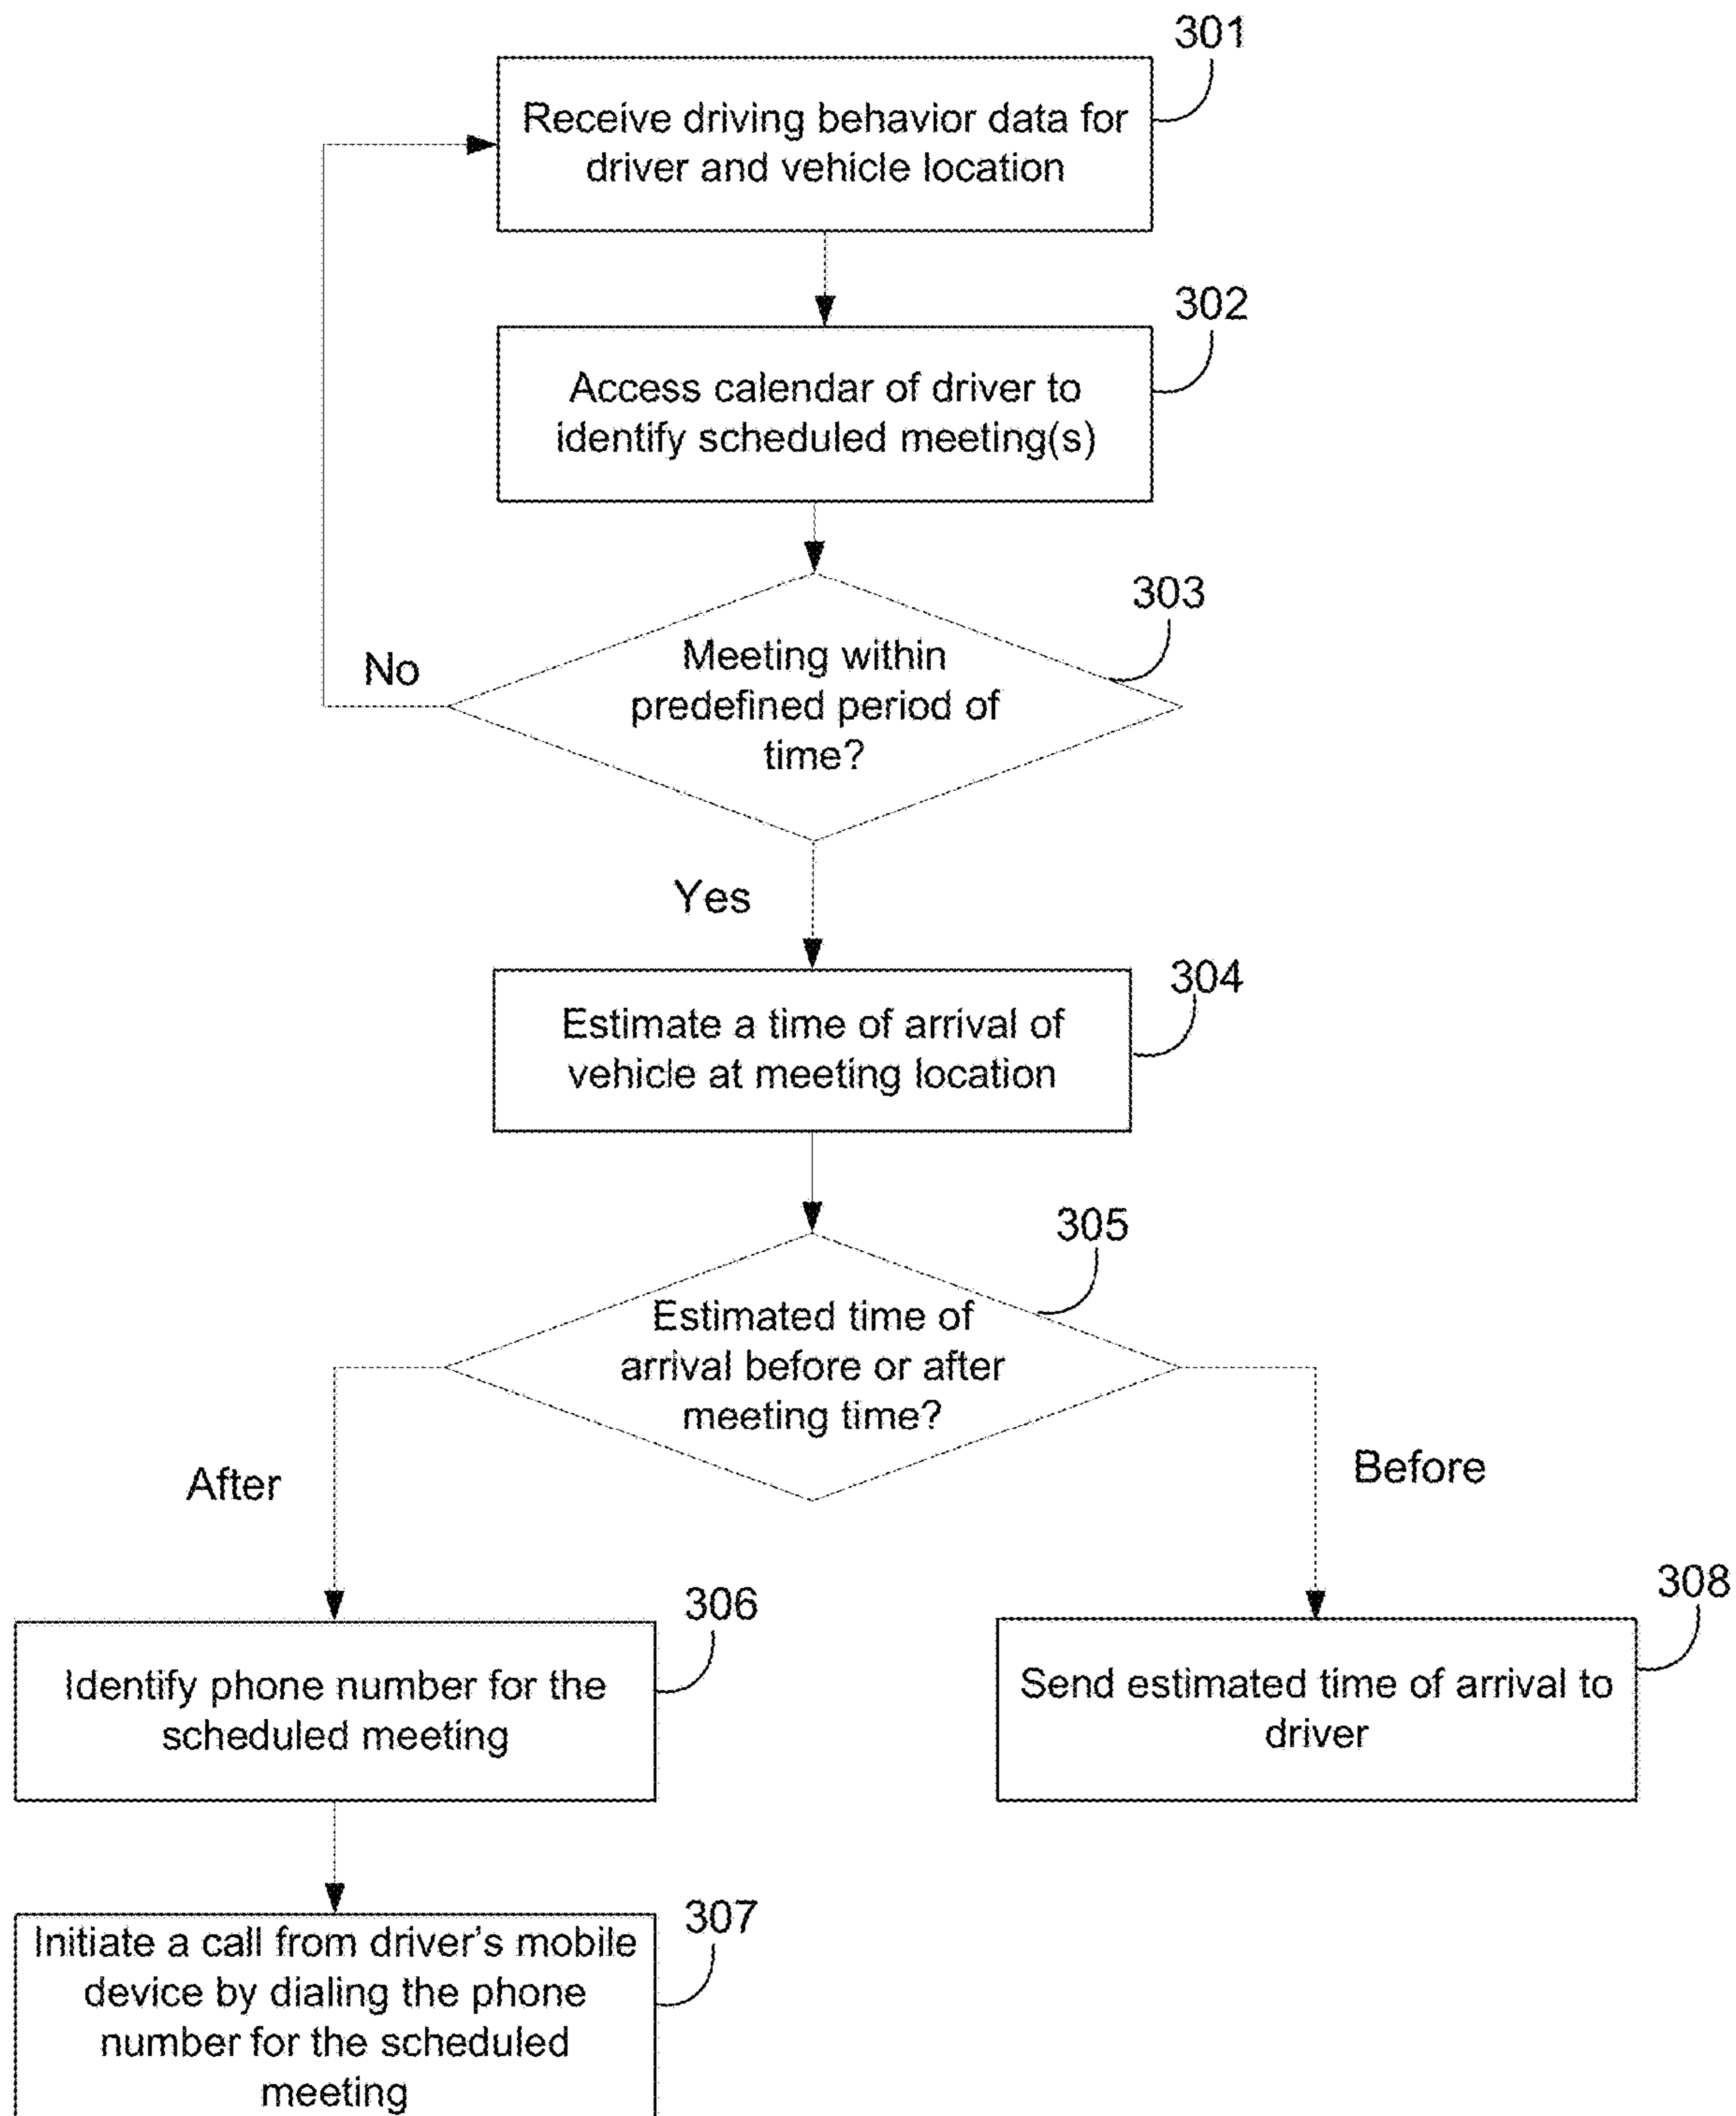 301
Receive driving behavior data for
driver and vehicle location
302
Access calendar of driver to
identify scheduled meeting(s)
303
Meeting within
predefined period of
time?
No
Yes
304
Estimate a time of arrival of
vehicle at meeting location
305
Estimated time of
arrival before or after
meeting time?
After
Before
306
Identify phone number for the
scheduled meeting
308
Send estimated time of arrival to
driver
307
Initiate a call from driver's mobile
device by dialing the phone
number for the scheduled
meeting